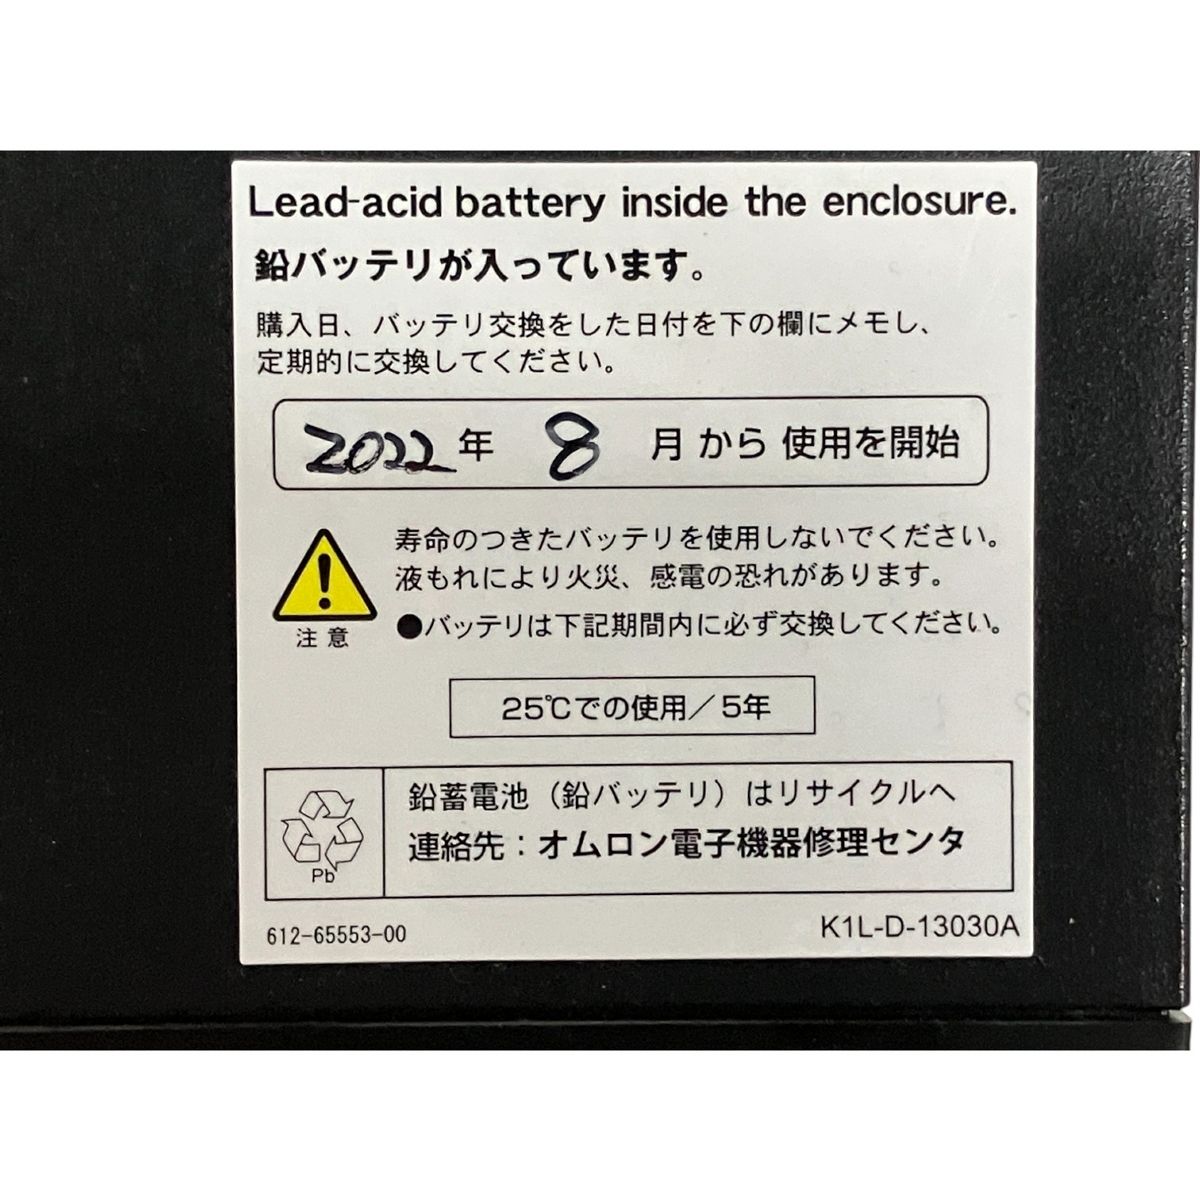 Lead-acid battery inside the enclosure.
鉛バッテリが入っています。
購入日、バッテリ交換をした日付を下の欄にメモし、
定期的に交換してください。
2022年 8 月から 使用を開始
寿命のつきたバッテリを使用しないでください。
液もれにより火災、感電の恐れがあります。
注意
●バッテリは下記期間内に必ず交換してください。
25℃での使用／5年
鉛蓄電池（鉛バッテリ）はリサイクルへ
連絡先：オムロン電子機器修理センタ
Pb
612-65553-00
K1L-D-13030A